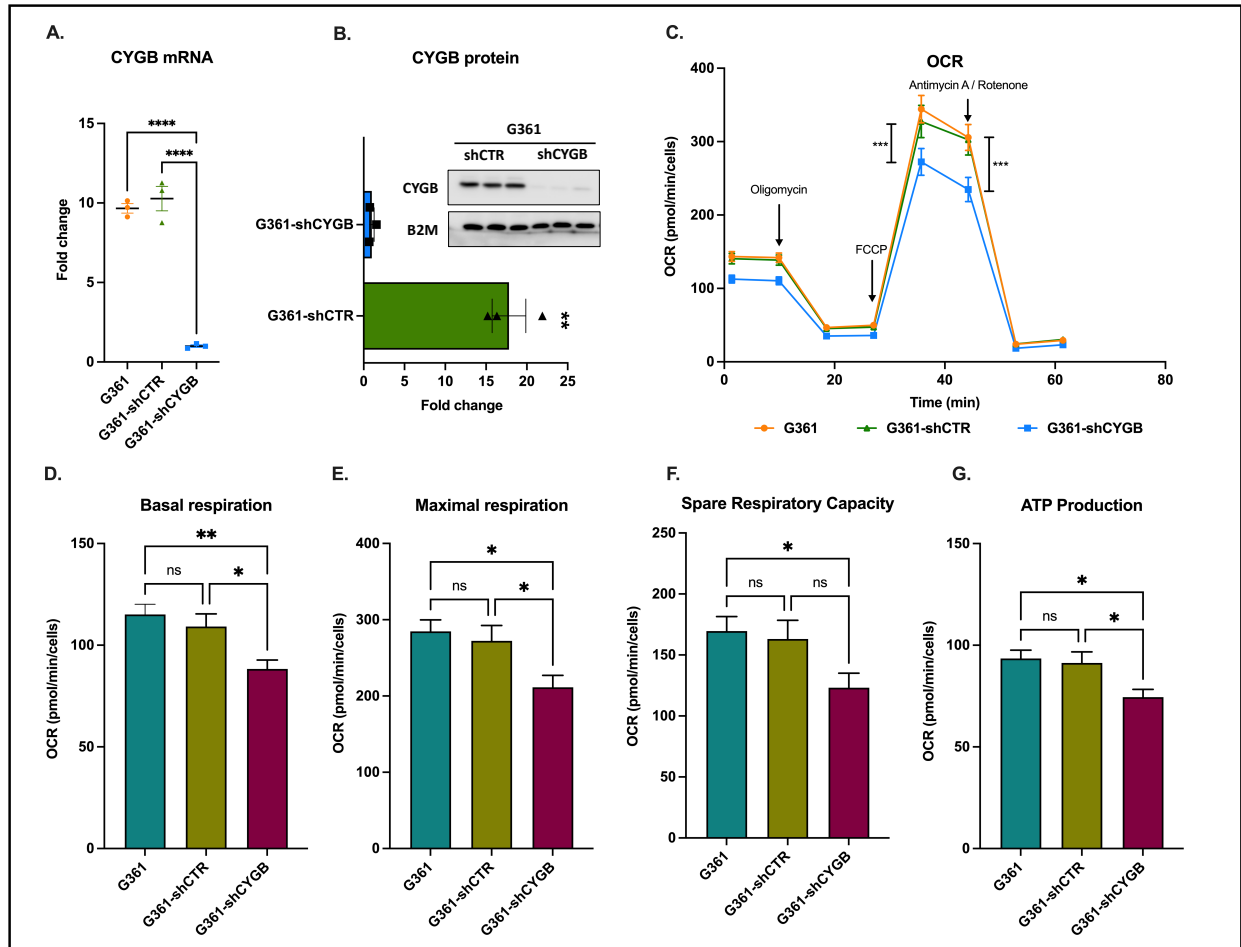 A.
CYGB mRNA
15
10
5
0
Fold change
****
****
G361
G361-shCTR
G361-shCYGB
B.
CYGB protein
G361
shCTR shCYGB
CYGB
B2M
G361-shCYGB
G361-shCTR
**
0 5 10 15 20 25
Fold change
C.
OCR
400
300
200
100
0
OCR (pmol/min/cells)
Oligomycin
FCCP
Antimycin A / Rotenone
***
***
0 20 40 60 80
Time (min)
G361 G361-shCTR G361-shCYGB
D.
Basal respiration
150
100
50
0
OCR (pmol/min/cells)
**
ns *
G361
G361-shCTR
G361-shCYGB
E.
Maximal respiration
400
300
200
100
0
OCR (pmol/min/cells)
*
ns *
G361
G361-shCTR
G361-shCYGB
F.
Spare Respiratory Capacity
250
200
150
100
50
0
OCR (pmol/min/cells)
*
ns ns
G361
G361-shCTR
G361-shCYGB
G.
ATP Production
150
100
50
0
OCR (pmol/min/cells)
*
ns *
G361
G361-shCTR
G361-shCYGB